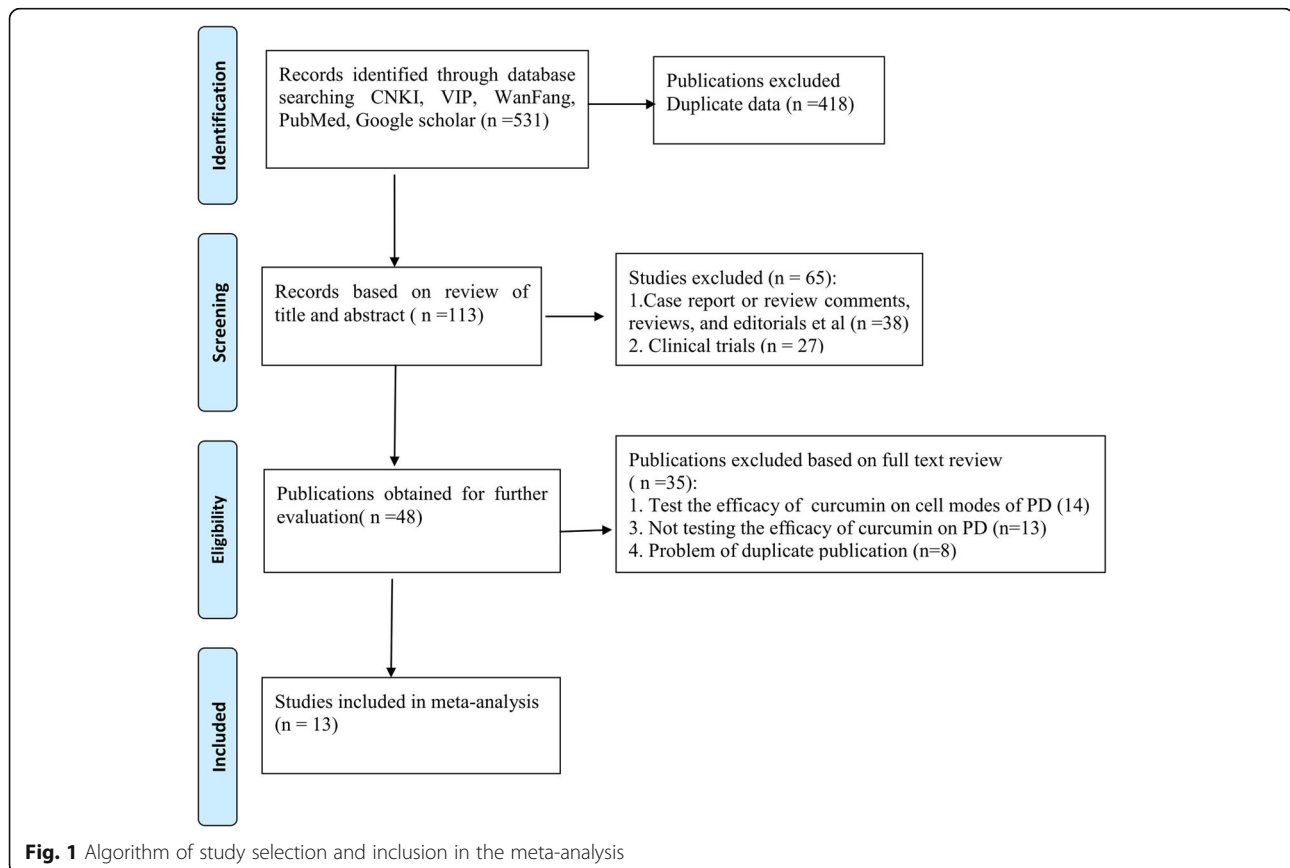 Identification
Records identified through database
searching CNKI, VIP, WanFang,
PubMed, Google scholar (n =531)
Publications excluded
Duplicate data (n =418)
Screening
Records based on review of
title and abstract ( n =113)
Studies excluded (n = 65):
1.Case report or review comments,
reviews, and editorials et al (n=38)
2. Clinical trials (n = 27)
Eligibility
Publications obtained for further
evaluation( n =48)
Publications excluded based on full text review
( n =35):
1. Test the efficacy of curcumin on cell modes of PD (14)
3. Not testing the efficacy of curcumin on PD (n=13)
4. Problem of duplicate publication (n=8)
Included
Studies included in meta-analysis
(n = 13)
Fig. 1 Algorithm of study selection and inclusion in the meta-analysis